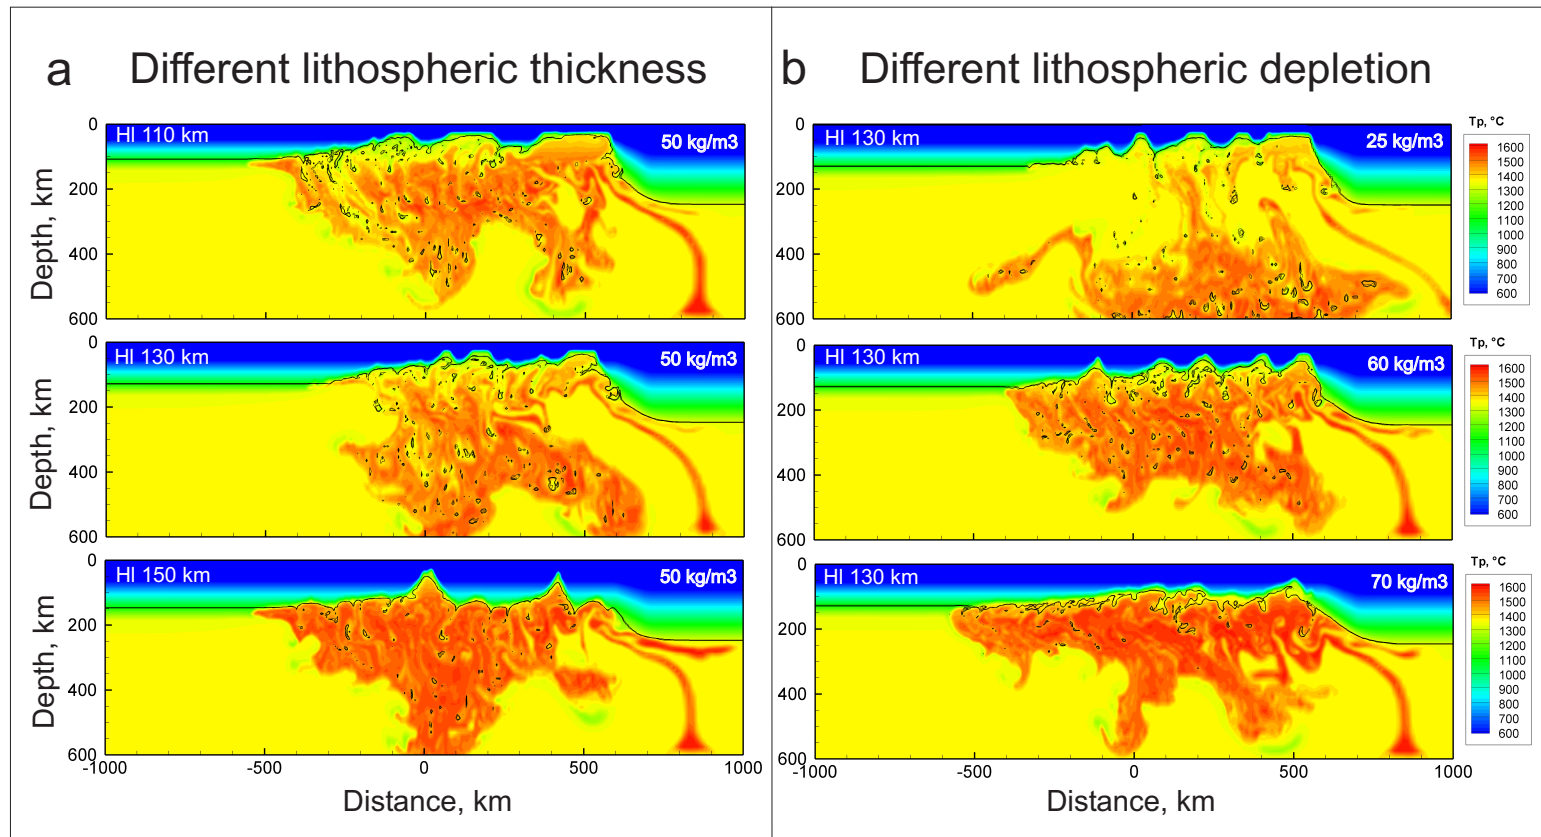 a Different lithospheric thickness
0
200
400
600
Depth, km
Hl 110 km
50 kg/m3
0
200
400
600
Depth, km
Hl 130 km
50 kg/m3
0
200
400
600
Depth, km
Hl 150 km
50 kg/m3
-1000 -500 0 500 1000
Distance, km
b Different lithospheric depletion
0
200
400
600
Hl 130 km
25 kg/m3
Tp, °C
1600
1500
1400
1300
1200
1100
1000
900
800
700
600
0
200
400
600
Hl 130 km
60 kg/m3
Tp, °C
1600
1500
1400
1300
1200
1100
1000
900
800
700
600
0
200
400
600
Hl 130 km
70 kg/m3
Tp, °C
1600
1500
1400
1300
1200
1100
1000
900
800
700
600
-1000 -500 0 500 1000
Distance, km